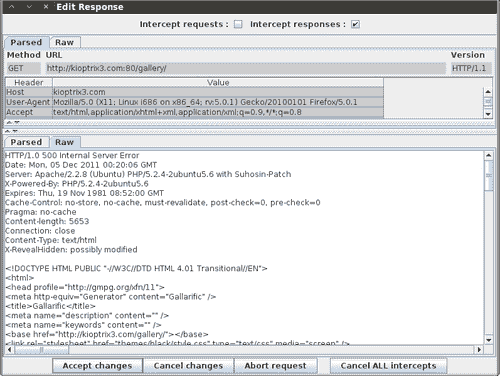 Edit Response
Intercept requests : Intercept responses :
Parsed Raw
Method URL Version
GET http://kioptrix3.com:80/gallery/ HTTP/1.1
Header Value
Host kioptrix3.com
User-Agent Mozilla/5.0 (X11; Linux i686 on x86_64; rv:5.0.1) Gecko/20100101 Firefox/5.0.1
Accept text/html,application/xhtml+xml,application/xml;q=0.9,*/*;q=0.8
Parsed Raw
HTTP/1.0 500 Internal Server Error
Date: Mon, 05 Dec 2011 00:20:06 GMT
Server: Apache/2.2.8 (Ubuntu) PHP/5.2.4-2ubuntu5.6 with Suhosin-Patch
X-Powered-By: PHP/5.2.4-2ubuntu5.6
Expires: Thu, 19 Nov 1981 08:52:00 GMT
Cache-Control: no-store, no-cache, must-revalidate, post-check=0, pre-check=0
Pragma: no-cache
Content-length: 5653
Connection: close
Content-Type: text/html
X-RevealHidden: possibly modified
<!DOCTYPE HTML PUBLIC "-//W3C//DTD HTML 4.01 Transitional//EN">
<html>
<head profile="http://gmpg.org/xfn/11">
<meta http-equiv="Generator" content="Gallarific" />
<title>Gallarific</title>
<meta name="description" content="" />
<meta name="keywords" content="" />
<base href="http://kioptrix3.com/gallery/"></base>
<link rel="stylesheet" href="themes/black/style.css" type="text/css" media="screen" />
Accept changes Cancel changes Abort request Cancel ALL intercepts